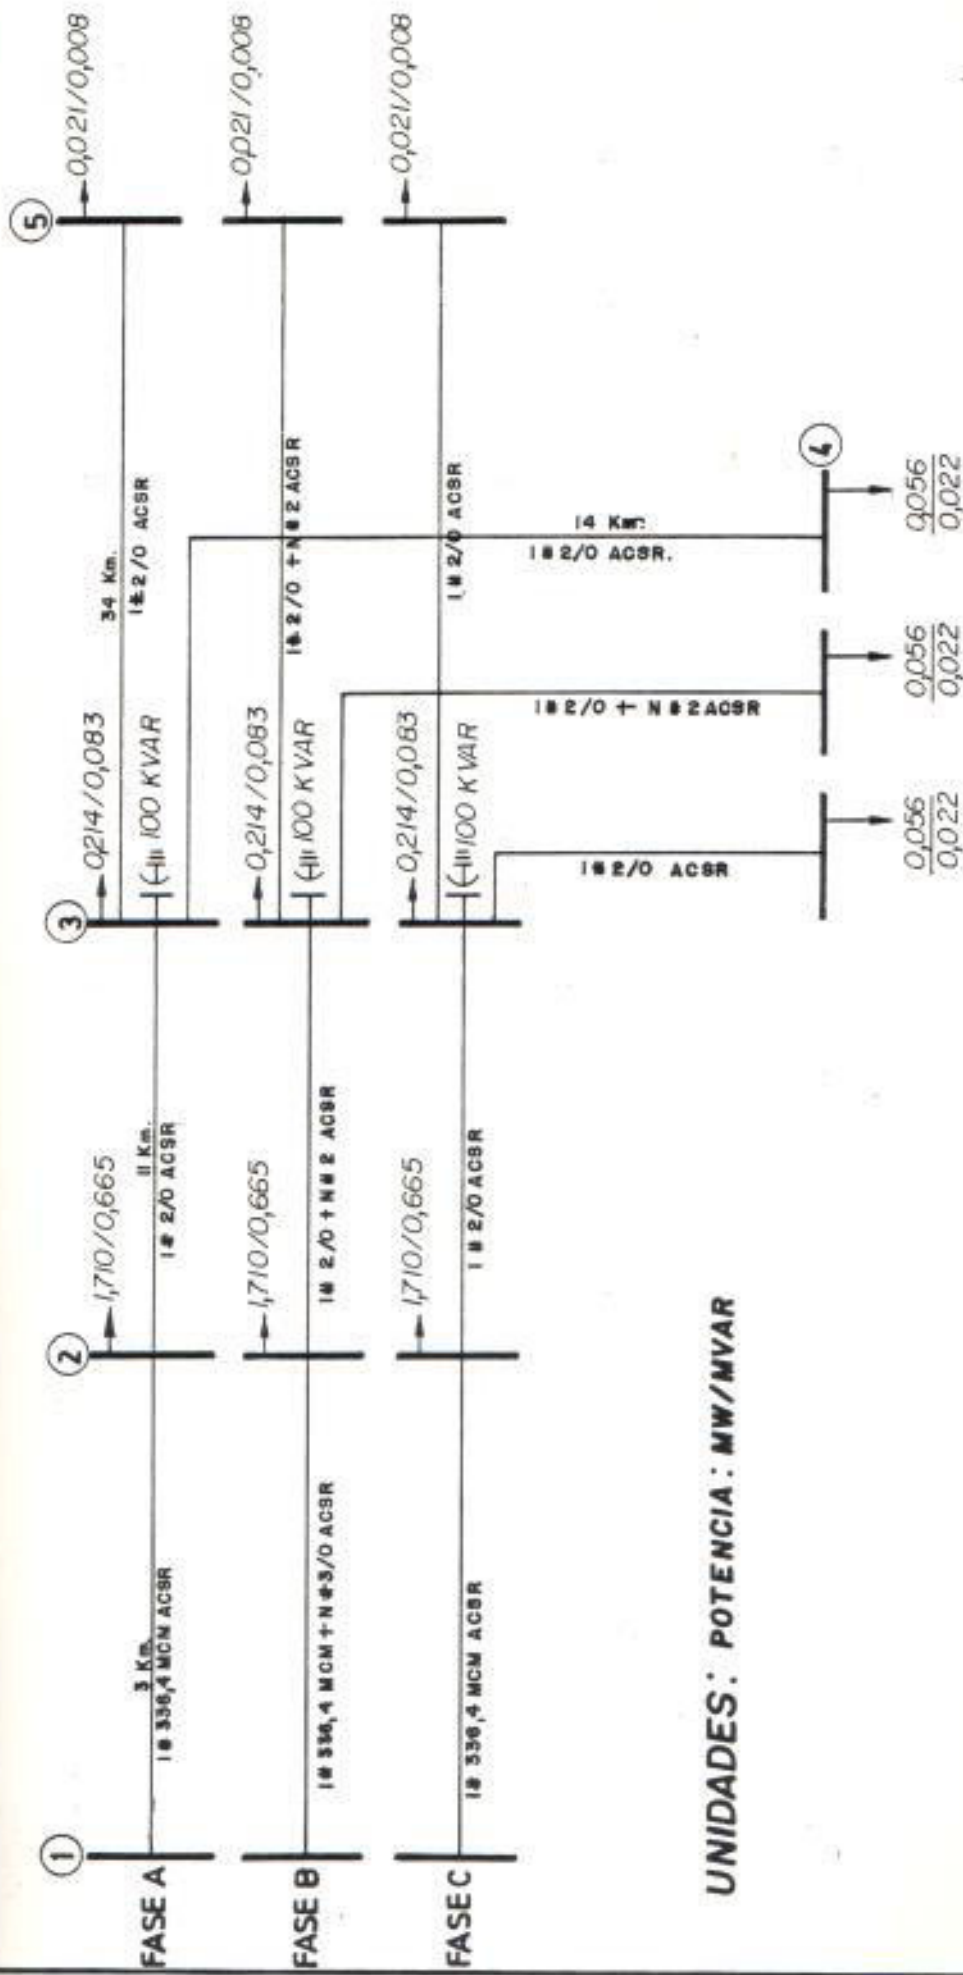 1
2
3
5
FASE A
3 Km.
1# 336,4 MCM ACSR
1,710/0,665
11 Km.
1# 2/0 ACSR
0,214/0,083
100 KVAR
34 Km.
1# 2/0 ACSR
0,021/0,008
FASE B
1# 336,4 MCM + N#3/0 ACSR
1,710/0,665
1# 2/0 + N#2 ACSR
0,214/0,083
100 KVAR
1# 2/0 + N#2 ACSR
0,021/0,008
FASE C
1# 336,4 MCM ACSR
1,710/0,665
1# 2/0 ACSR
0,214/0,083
100 KVAR
1# 2/0 ACSR
0,021/0,008
1# 2/0 ACSR
1# 2/0 + N#2 ACSR
14 Km.
1# 2/0 ACSR.
4
0,056
0,022
0,056
0,022
0,056
0,022
UNIDADES: POTENCIA: MW/MVAR